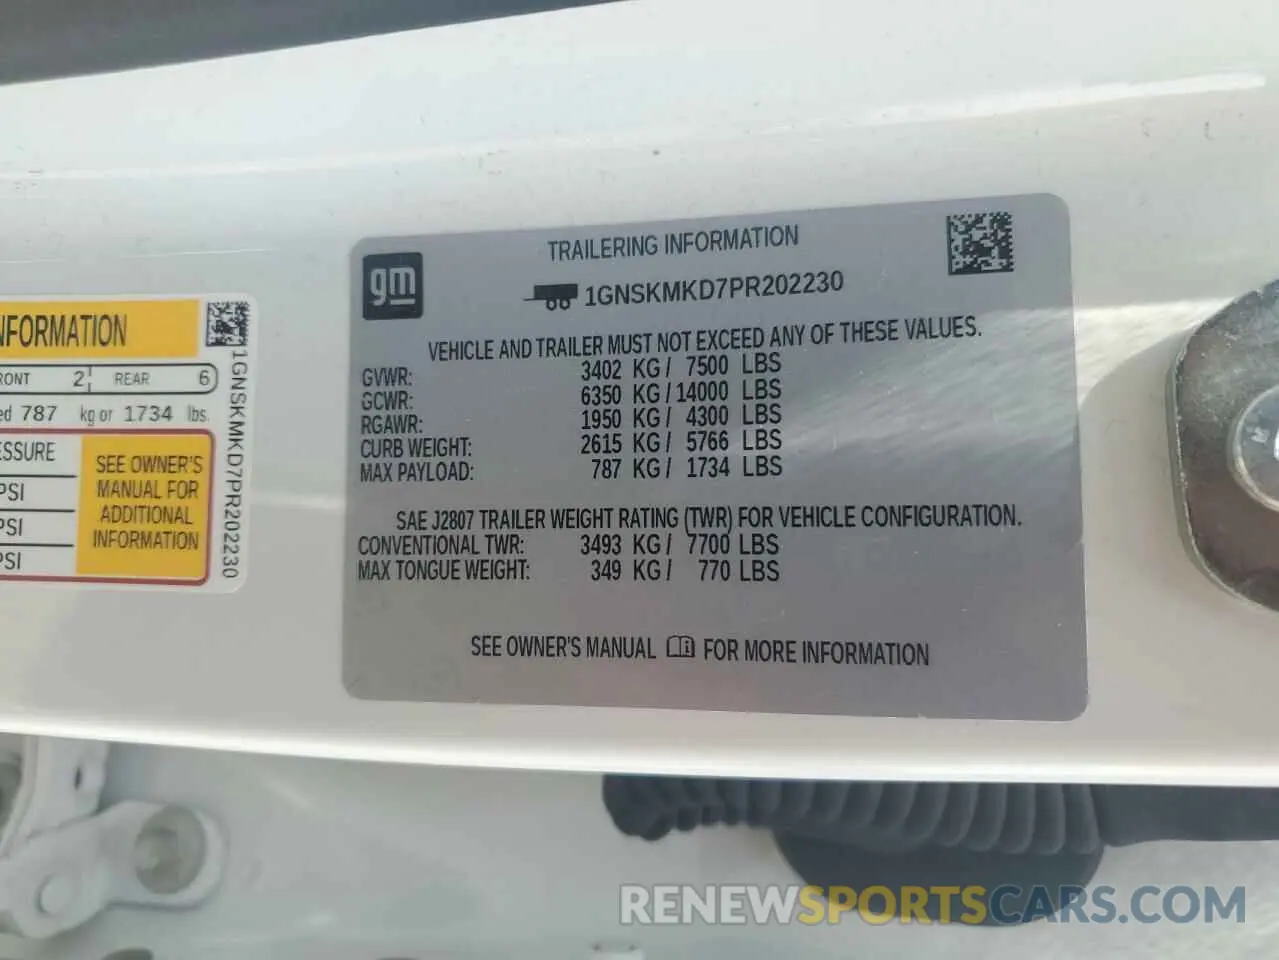 NFORMATION
RONT 2 REAR 6
ed 787 kg or 1734 lbs.
ESSURE
PSI
PSI
PSI
SEE OWNER'S
MANUAL FOR
ADDITIONAL
INFORMATION
1GNSKMKD7PR202230
gm
TRAILERING INFORMATION
1GNSKMKD7PR202230
VEHICLE AND TRAILER MUST NOT EXCEED ANY OF THESE VALUES.
GVWR: 3402 KG / 7500 LBS
GCWR: 6350 KG / 14000 LBS
RGAWR: 1950 KG / 4300 LBS
CURB WEIGHT: 2615 KG / 5766 LBS
MAX PAYLOAD: 787 KG / 1734 LBS
SAE J2807 TRAILER WEIGHT RATING (TWR) FOR VEHICLE CONFIGURATION.
CONVENTIONAL TWR: 3493 KG / 7700 LBS
MAX TONGUE WEIGHT: 349 KG / 770 LBS
SEE OWNER'S MANUAL FOR MORE INFORMATION
RENEWSPORTSCARS.COM